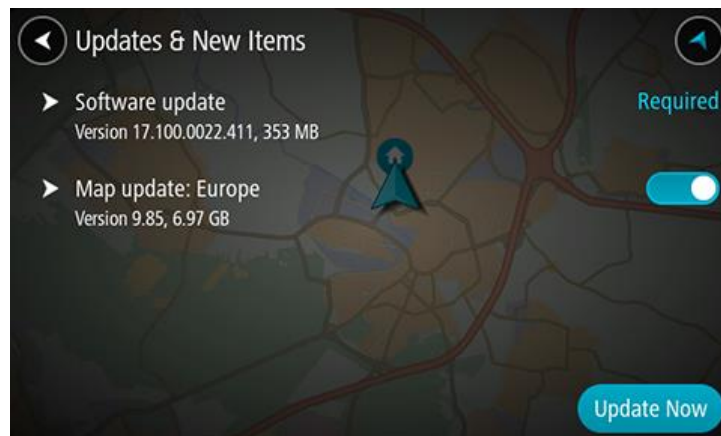 Updates & New Items
Software update
Required
Version 17.100.0022.411, 353 MB
Map update: Europe
Version 9.85, 6.97 GB
Update Now